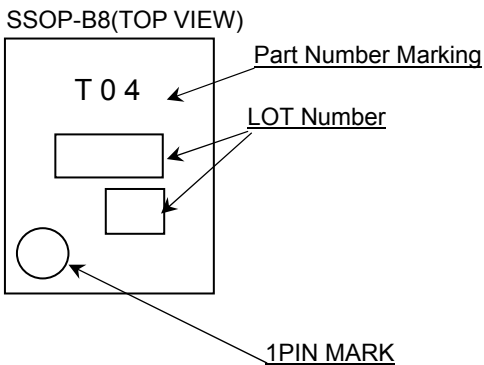 SSOP-B8(TOP VIEW)
Part Number Marking
T 0 4
LOT Number
1PIN MARK